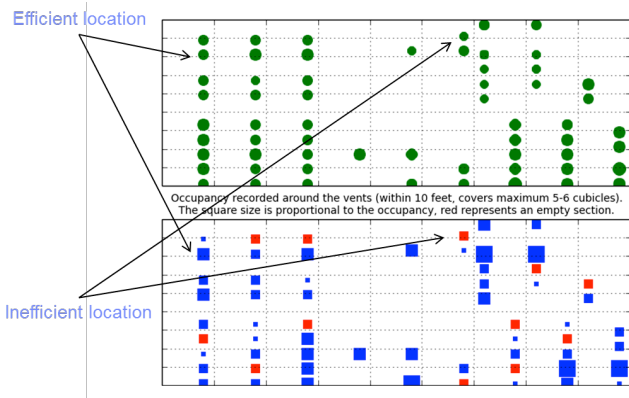 Efficient location
Occupancy recorded around the vents (within 10 feet, covers maximum 5-6 cubicles).
The square size is proportional to the occupancy, red represents an empty section.
Inefficient location